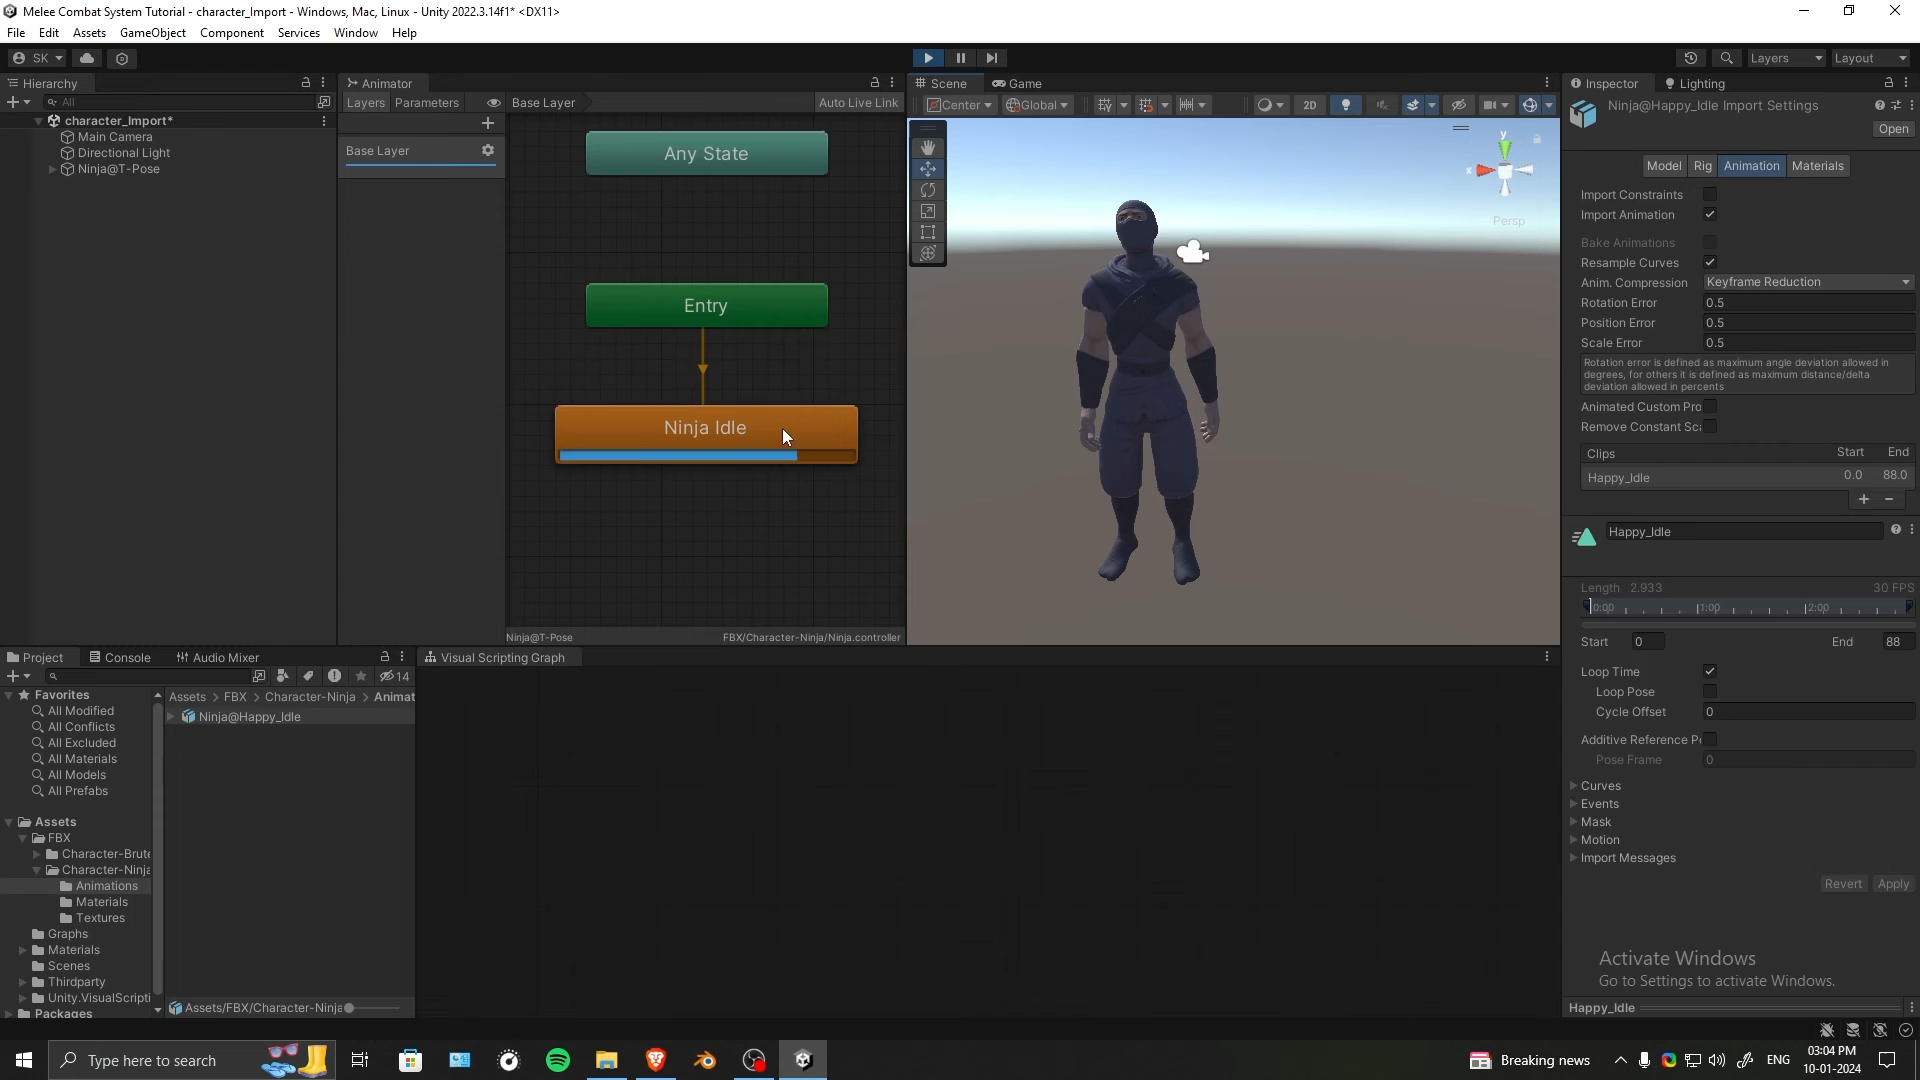 Melee Combat System Tutorial - character_Import - Windows, Mac, Linux - Unity 2022.3.14f1* <DX11>
File Edit Assets GameObject Component Services Window Help
SK
Layers Layout
Hierarchy
All
character_Import*
Main Camera
Directional Light
Ninja@T-Pose
Animator
Layers Parameters Base Layer Auto Live Link
Base Layer
Any State
Entry
Ninja Idle
Ninja@T-Pose FBX/Character-Ninja/Ninja.controller
Scene Game
Center Global 2D
y
x
Persp
Inspector Lighting
Ninja@Happy_Idle Import Settings
Open
Model Rig Animation Materials
Import Constraints
Import Animation
Bake Animations
Resample Curves
Anim. Compression Keyframe Reduction
Rotation Error 0.5
Position Error 0.5
Scale Error 0.5
Rotation error is defined as maximum angle deviation allowed in
degrees, for others it is defined as maximum distance/delta
deviation allowed in percents
Animated Custom Pro
Remove Constant Sc
Clips Start End
Happy_Idle 0.0 88.0
Happy_Idle
Length 2.933 30 FPS
0:00 1:00 2:00
Start 0 End 88
Loop Time
Loop Pose
Cycle Offset 0
Additive Reference P
Pose Frame 0
Curves
Events
Mask
Motion
Import Messages
Revert Apply
Activate Windows
Go to Settings to activate Windows.
Happy_Idle
Project Console Audio Mixer
14
Favorites
All Modified
All Conflicts
All Excluded
All Materials
All Models
All Prefabs
Assets
FBX
Character-Brute
Character-Ninja
Animations
Materials
Textures
Graphs
Materials
Scenes
Thirdparty
Unity.VisualScripti
Packages
Assets > FBX > Character-Ninja > Animat
Ninja@Happy_Idle
Assets/FBX/Character-Ninja
Visual Scripting Graph
Type here to search
Breaking news
ENG
03:04 PM
10-01-2024